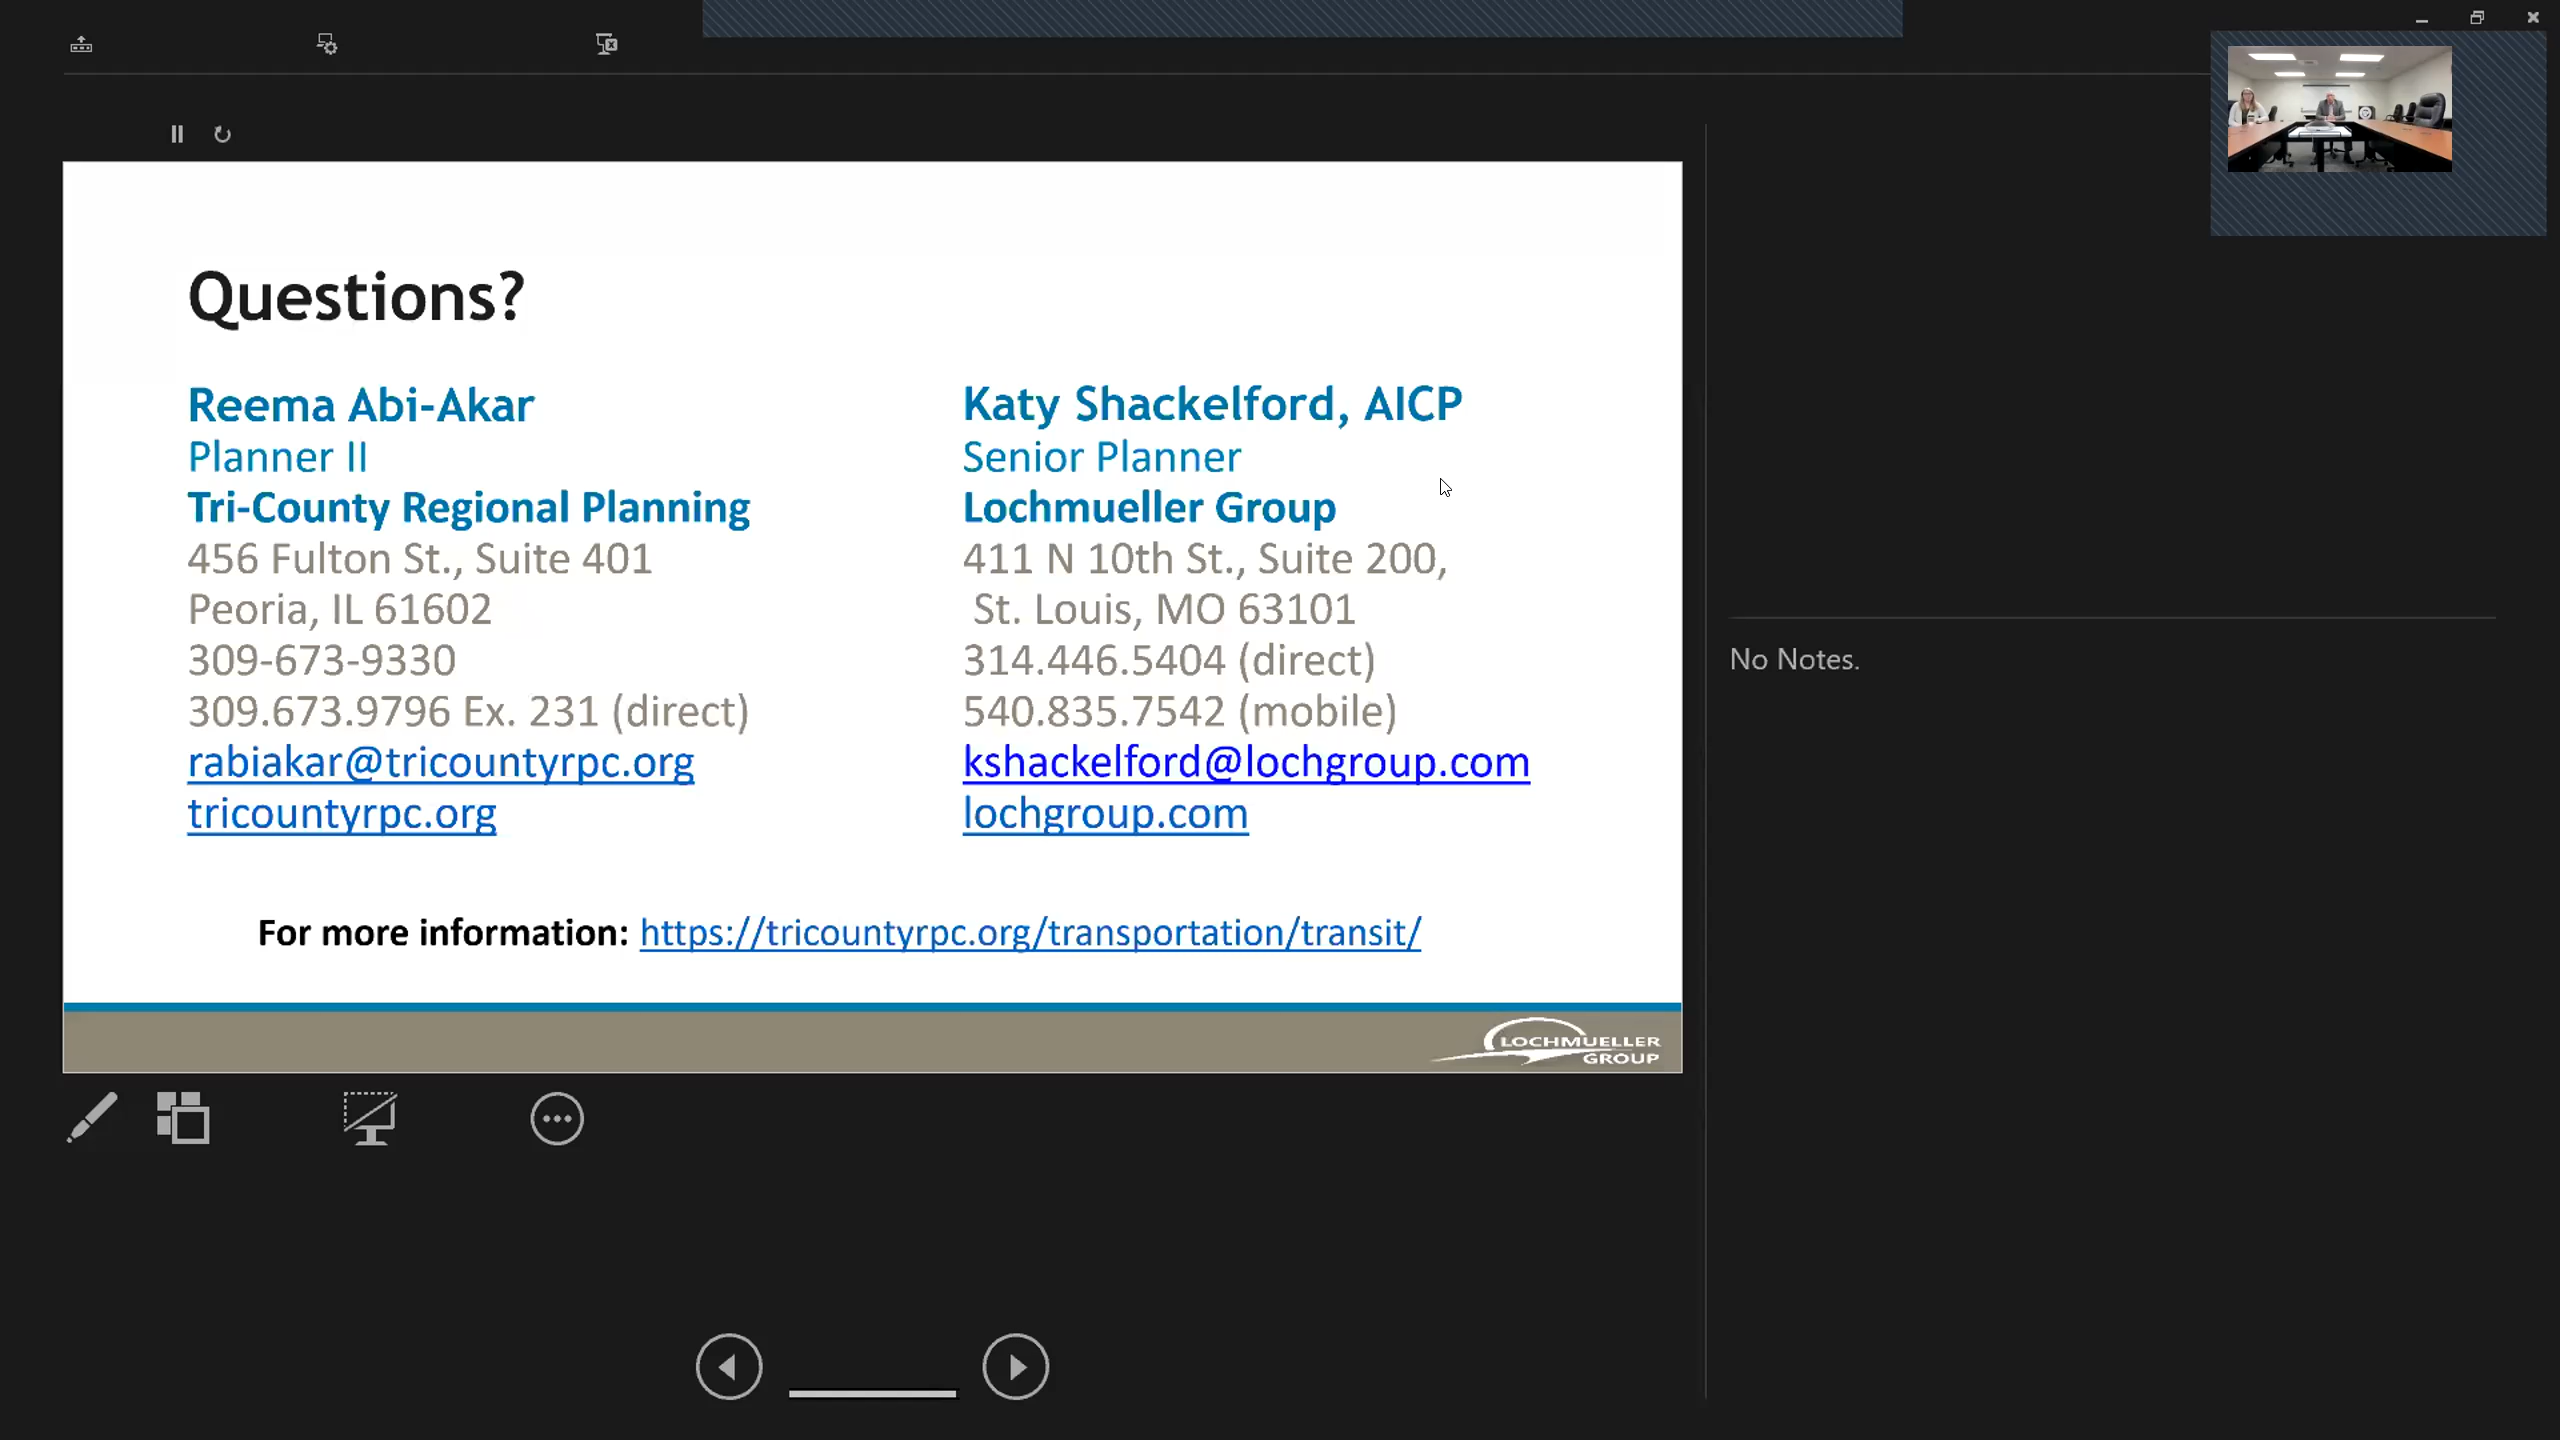 Questions?
Reema Abi-Akar
Planner II
Tri-County Regional Planning
456 Fulton St., Suite 401
Peoria, IL 61602
309-673-9330
309.673.9796 Ex. 231 (direct)
rabiakar@tricountyrpc.org
tricountyrpc.org
Katy Shackelford, AICP
Senior Planner
Lochmueller Group
411 N 10th St., Suite 200,
St. Louis, MO 63101
314.446.5404 (direct)
540.835.7542 (mobile)
kshackelford@lochgroup.com
lochgroup.com
For more information: https://tricountyrpc.org/transportation/transit/
LOCHMUELLER
GROUP
No Notes.